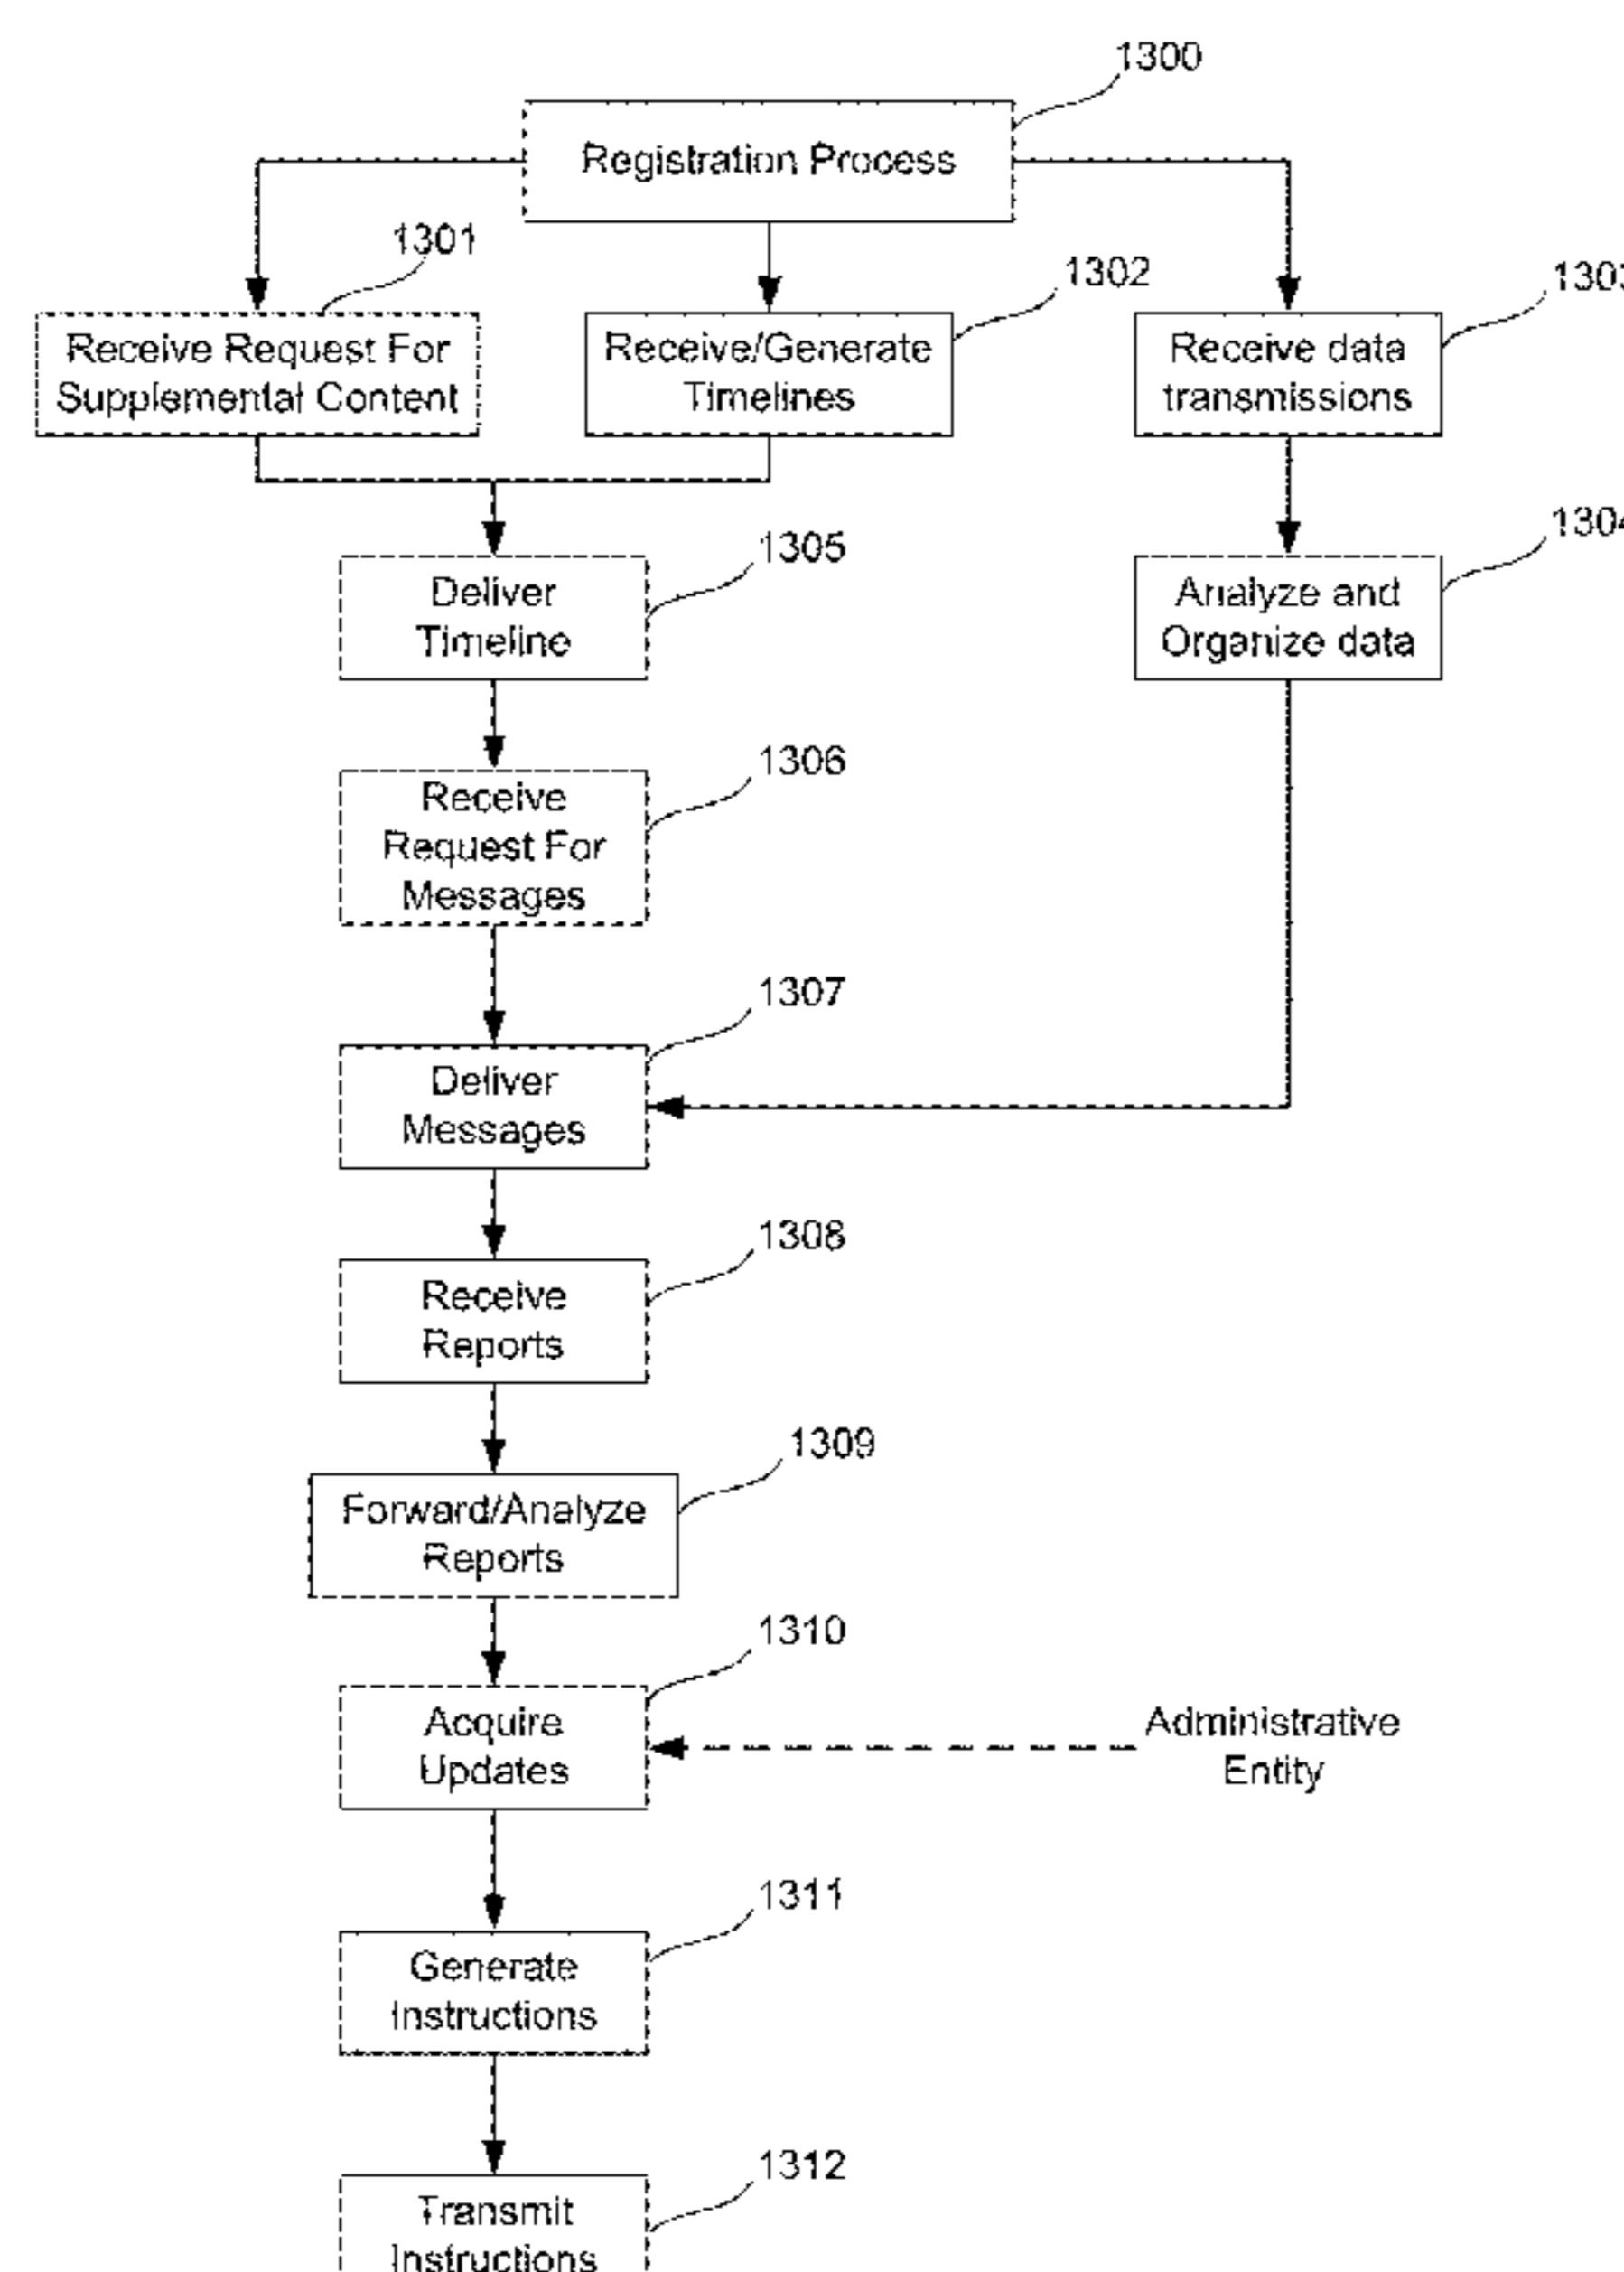 1300
Registration Process
1301
1302
Receive Request For
Supplemental Content
Receive/Generate
Timelines
Receive data
transmissions
1305
Deliver
Timeline
Analyze and
Organize data
1306
Receive
Request For
Messages
1307
Deliver
Messages
1308
Receive
Reports
1309
Forward/Analyze
Reports
1310
Acquire
Updates
Administrative
Entity
1311
Generate
Instructions
1312
Transmit
Instructions